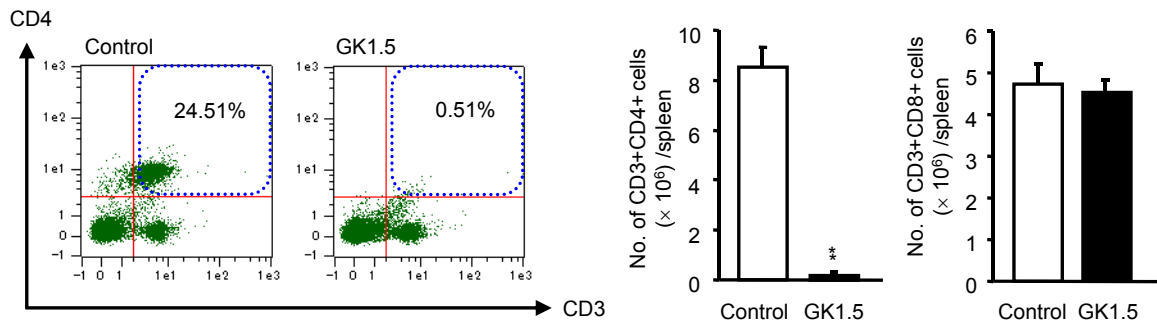 CD4
Control
GK1.5
1e3
1e2
1e1
1
0
−1
24.51%
−1 0 1 1e1 1e2 1e3
1e3
1e2
1e1
1
0
−1
0.51%
−1 0 1 1e1 1e2 1e3
CD3
No. of CD3+CD4+ cells
(× 10⁶) /spleen
10
8
6
4
2
0
**
Control GK1.5
No. of CD3+CD8+ cells
(× 10⁶) /spleen
6
5
4
3
2
1
0
Control GK1.5